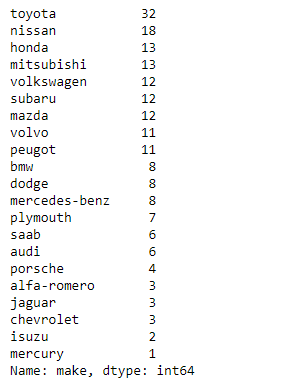 toyota 32
nissan 18
honda 13
mitsubishi 13
volkswagen 12
subaru 12
mazda 12
volvo 11
peugot 11
bmw 8
dodge 8
mercedes-benz 8
plymouth 7
saab 6
audi 6
porsche 4
alfa-romero 3
jaguar 3
chevrolet 3
isuzu 2
mercury 1
Name: make, dtype: int64